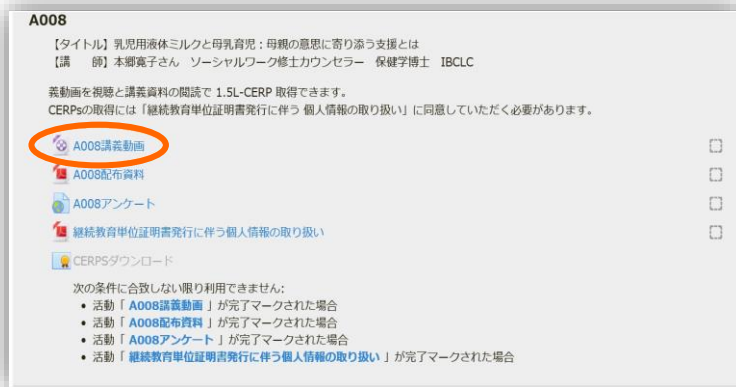 A008
【タイトル】乳児用液体ミルクと母乳育児：母親の意思に寄り添う支援とは
【講　　師】本郷寛子さん　ソーシャルワーク修士カウンセラー　保健学博士　IBCLC
義動画を視聴と講義資料の閲読で 1.5L-CERP 取得できます。
CERPsの取得には「継続教育単位証明書発行に伴う 個人情報の取り扱い」に同意していただく必要があります。
A008講義動画
A008配布資料
A008アンケート
継続教育単位証明書発行に伴う個人情報の取り扱い
CERPSダウンロード
次の条件に合致しない限り利用できません:
• 活動「 A008講義動画 」が完了マークされた場合
• 活動「 A008配布資料 」が完了マークされた場合
• 活動「 A008アンケート 」が完了マークされた場合
• 活動「 継続教育単位証明書発行に伴う個人情報の取り扱い 」が完了マークされた場合